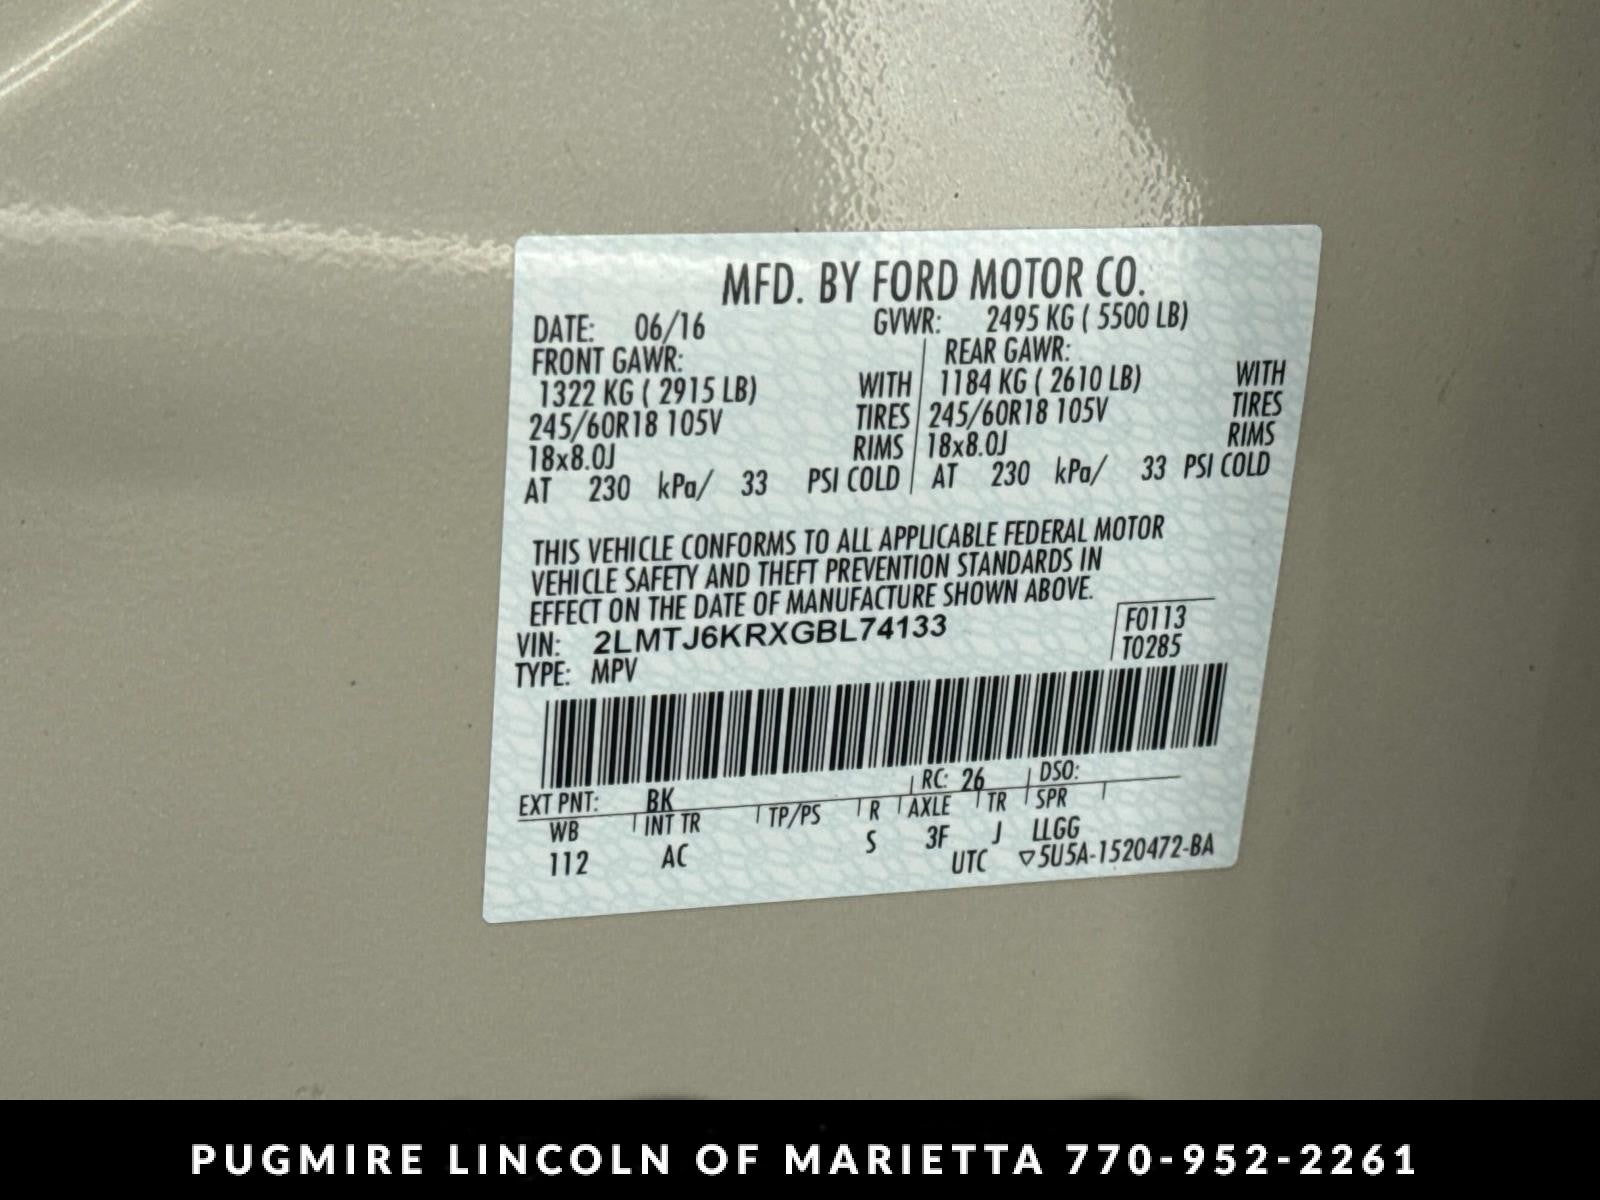 MFD. BY FORD MOTOR CO.
DATE: 06/16 GVWR: 2495 KG ( 5500 LB)
FRONT GAWR: REAR GAWR:
1322 KG ( 2915 LB) WITH 1184 KG ( 2610 LB) WITH
245/60R18 105V TIRES 245/60R18 105V TIRES
18x8.0J RIMS 18x8.0J RIMS
AT 230 kPa/ 33 PSI COLD AT 230 kPa/ 33 PSI COLD
THIS VEHICLE CONFORMS TO ALL APPLICABLE FEDERAL MOTOR
VEHICLE SAFETY AND THEFT PREVENTION STANDARDS IN
EFFECT ON THE DATE OF MANUFACTURE SHOWN ABOVE.
VIN: 2LMTJ6KRXGBL74133 F0113
TYPE: MPV T0285
EXT PNT: BK RC: 26 DSO:
WB INT TR TP/PS R AXLE TR SPR
112 AC S 3F J LLGG
UTC ▽5U5A-1520472-BA
PUGMIRE LINCOLN OF MARIETTA 770-952-2261